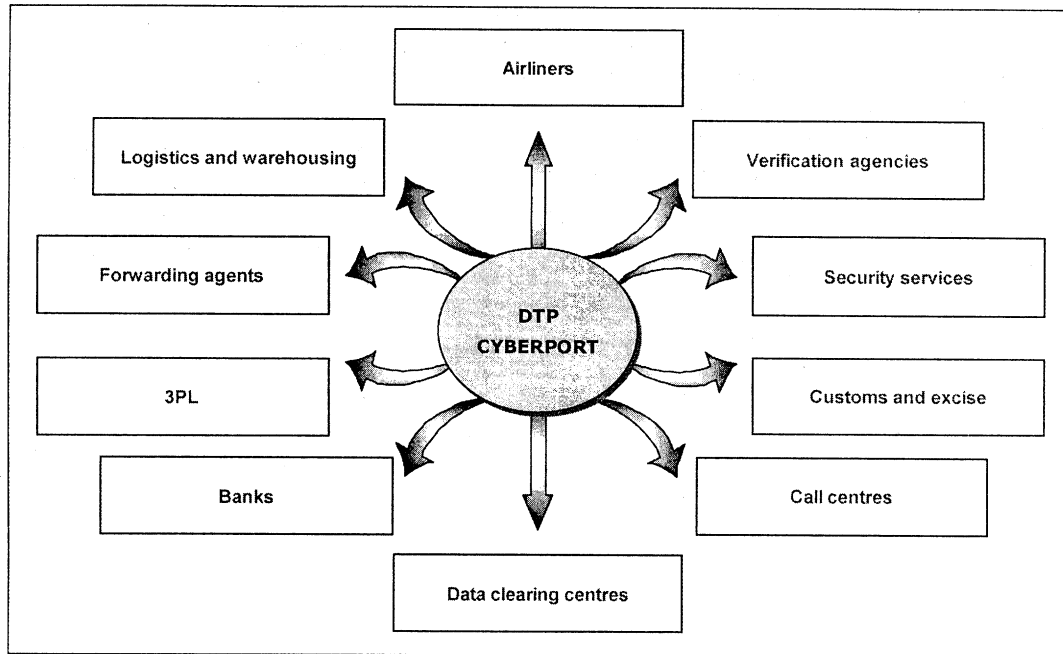 Airliners
Logistics and warehousing
Verification agencies
Forwarding agents
Security services
DTP
CYBERPORT
3PL
Customs and excise
Banks
Call centres
Data clearing centres